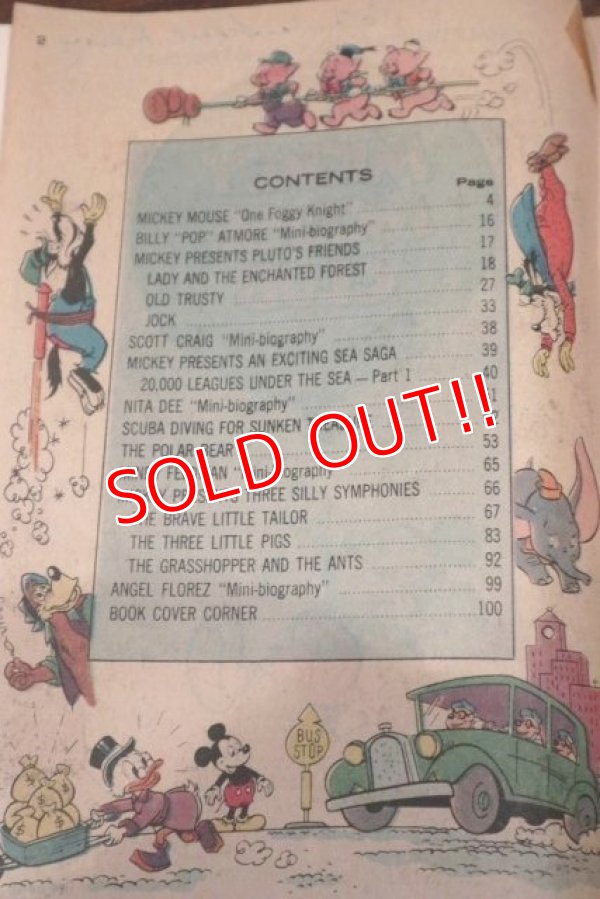 2
CONTENTS
Page
MICKEY MOUSE "One Foggy Knight" 4
BILLY "POP" ATMORE "Mini-biography" 16
MICKEY PRESENTS PLUTO'S FRIENDS 17
LADY AND THE ENCHANTED FOREST 18
OLD TRUSTY 27
JOCK 33
SCOTT CRAIG "Mini-biography" 38
MICKEY PRESENTS AN EXCITING SEA SAGA 39
20,000 LEAGUES UNDER THE SEA — Part 1 40
NITA DEE "Mini-biography"
SCUBA DIVING FOR SUNKEN
THE POLAR BEAR 53
"Mini-biography" 65
THREE SILLY SYMPHONIES 66
THE BRAVE LITTLE TAILOR 67
THE THREE LITTLE PIGS 83
THE GRASSHOPPER AND THE ANTS 92
ANGEL FLOREZ "Mini-biography" 99
BOOK COVER CORNER 100
SOLD OUT!!
BUS
STOP
$ $ $ $ $